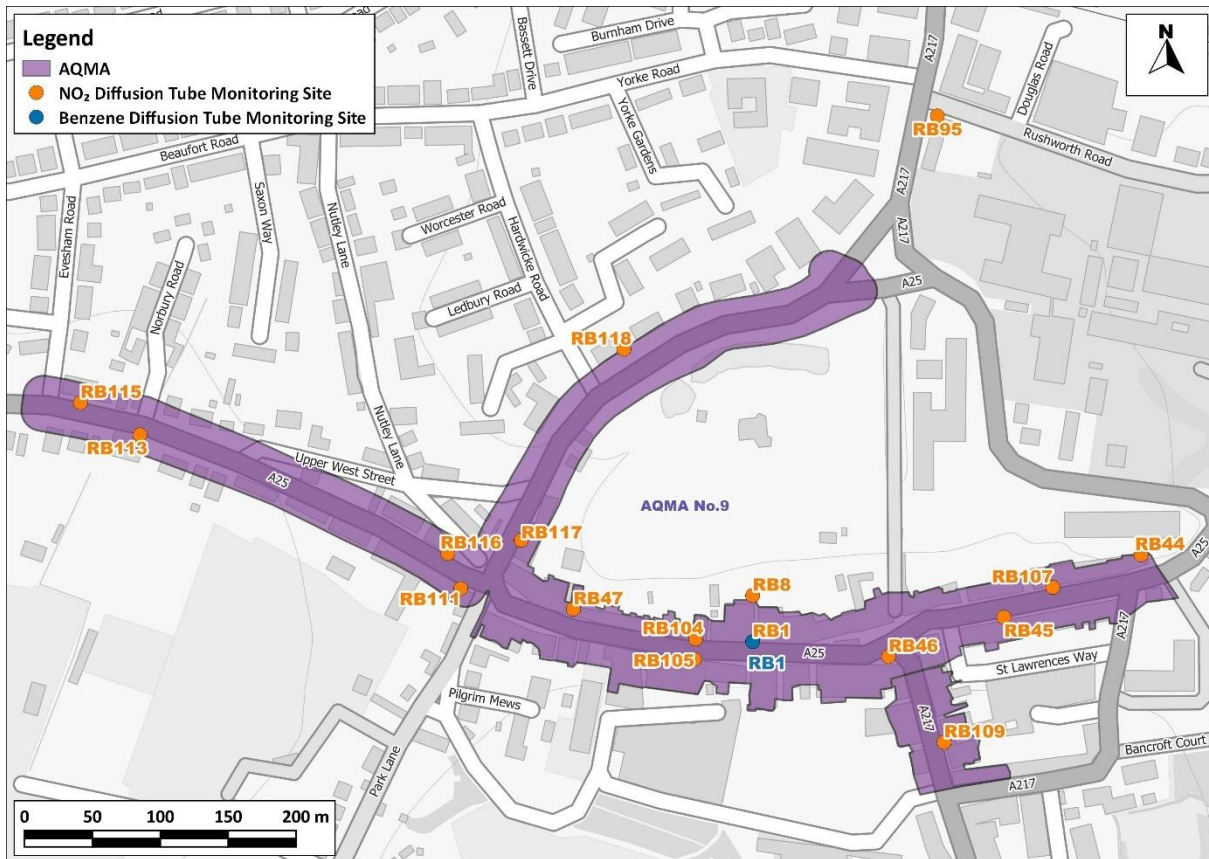 Legend
AQMA
NO₂ Diffusion Tube Monitoring Site
Benzene Diffusion Tube Monitoring Site
N
Bassett Drive
Burnham Drive
A217
Douglas Road
Yorke Road
RB95
Rushworth Road
Beaufort Road
Yorke Gardens
Saxon Way
Evesham Road
Nutley Lane
Worcester Road
Hardwicke Road
A217
A217
Norbury Road
Ledbury Road
A25
RB118
RB115
RB113
Nutley Lane
Upper West Street
A25
AQMA No.9
RB116
RB117
RB44
A25
RB111
RB47
RB8
RB107
RB104
RB1
RB45
A217
RB105
RB1
A25
RB46
St Lawrences Way
Pilgrim Mews
A217
RB109
Bancroft Court
Park Lane
A217
0 50 100 150 200 m